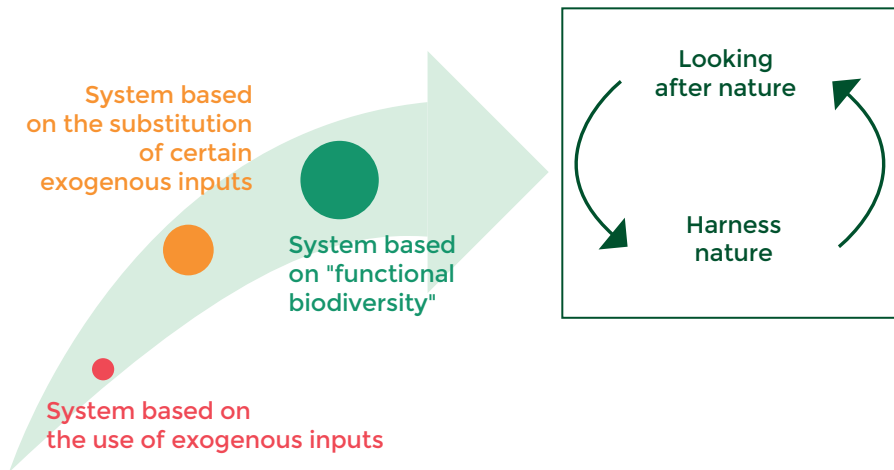 System based
on the substitution
of certain
exogenous inputs
System based
on "functional
biodiversity"
System based on
the use of exogenous inputs
Looking
after nature
Harness
nature